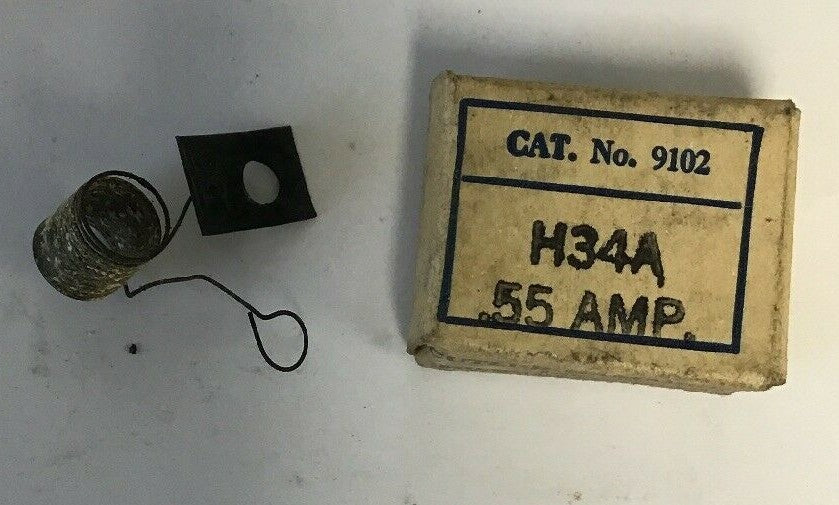 CAT. No. 9102
H34A
.55 AMP.